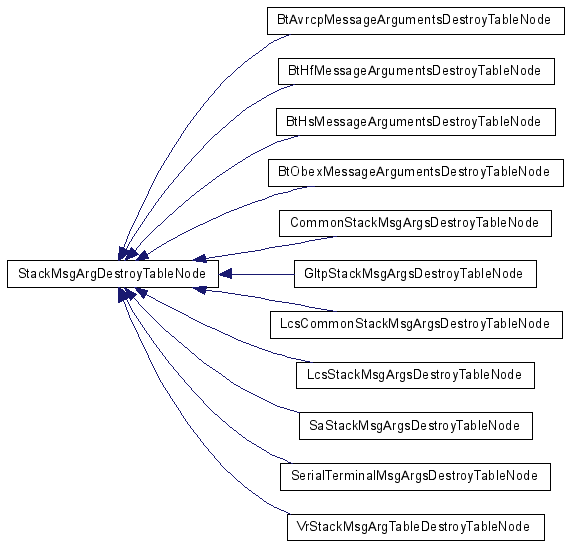 BtAvrcpMessageArgumentsDestroyTableNode
BtHfMessageArgumentsDestroyTableNode
BtHsMessageArgumentsDestroyTableNode
BtObexMessageArgumentsDestroyTableNode
CommonStackMsgArgsDestroyTableNode
StackMsgArgDestroyTableNode
GltpStackMsgArgsDestroyTableNode
LcsCommonStackMsgArgsDestroyTableNode
LcsStackMsgArgsDestroyTableNode
SaStackMsgArgsDestroyTableNode
SerialTerminalMsgArgsDestroyTableNode
VrStackMsgArgTableDestroyTableNode